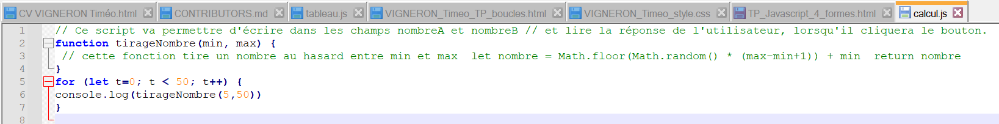 CV VIGNERON Timéo.html CONTRIBUTORS.md tableau.js VIGNERON_Timeo_TP_boucles.html VIGNERON_Timeo_style.css TP_Javascript_4_formes.html calcul.js
1 // Ce script va permettre d'écrire dans les champs nombreA et nombreB // et lire la réponse de l'utilisateur, lorsqu'il cliquera le bouton.
2 function tirageNombre(min, max) {
3 // cette fonction tire un nombre au hasard entre min et max  let nombre = Math.floor(Math.random() * (max-min+1)) + min  return nombre
4 }
5 for (let t=0; t < 50; t++) {
6 console.log(tirageNombre(5,50))
7 }
8